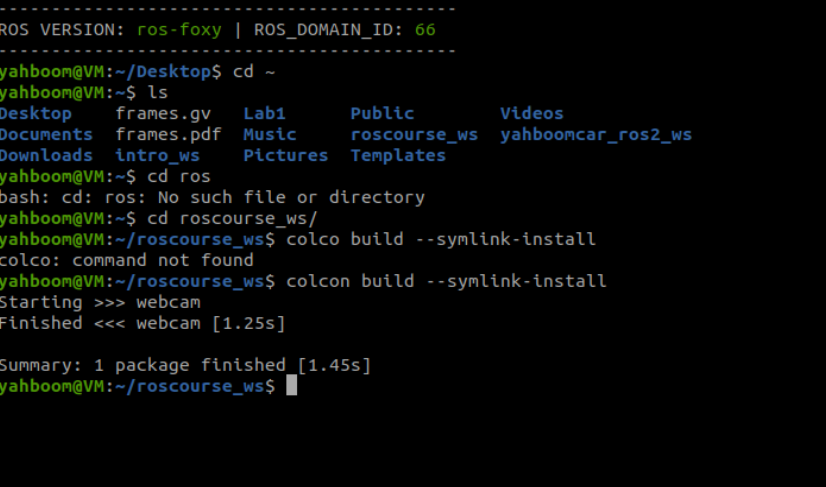 --------------------------------------------
ROS VERSION: ros-foxy | ROS_DOMAIN_ID: 66
--------------------------------------------
yahboom@VM:~/Desktop$ cd ~
yahboom@VM:~$ ls
Desktop    frames.gv   Lab1      Public        Videos
Documents  frames.pdf  Music     roscourse_ws  yahboomcar_ros2_ws
Downloads  intro_ws    Pictures  Templates
yahboom@VM:~$ cd ros
bash: cd: ros: No such file or directory
yahboom@VM:~$ cd roscourse_ws/
yahboom@VM:~/roscourse_ws$ colco build --symlink-install
colco: command not found
yahboom@VM:~/roscourse_ws$ colcon build --symlink-install
Starting >>> webcam
Finished <<< webcam [1.25s]
Summary: 1 package finished [1.45s]
yahboom@VM:~/roscourse_ws$